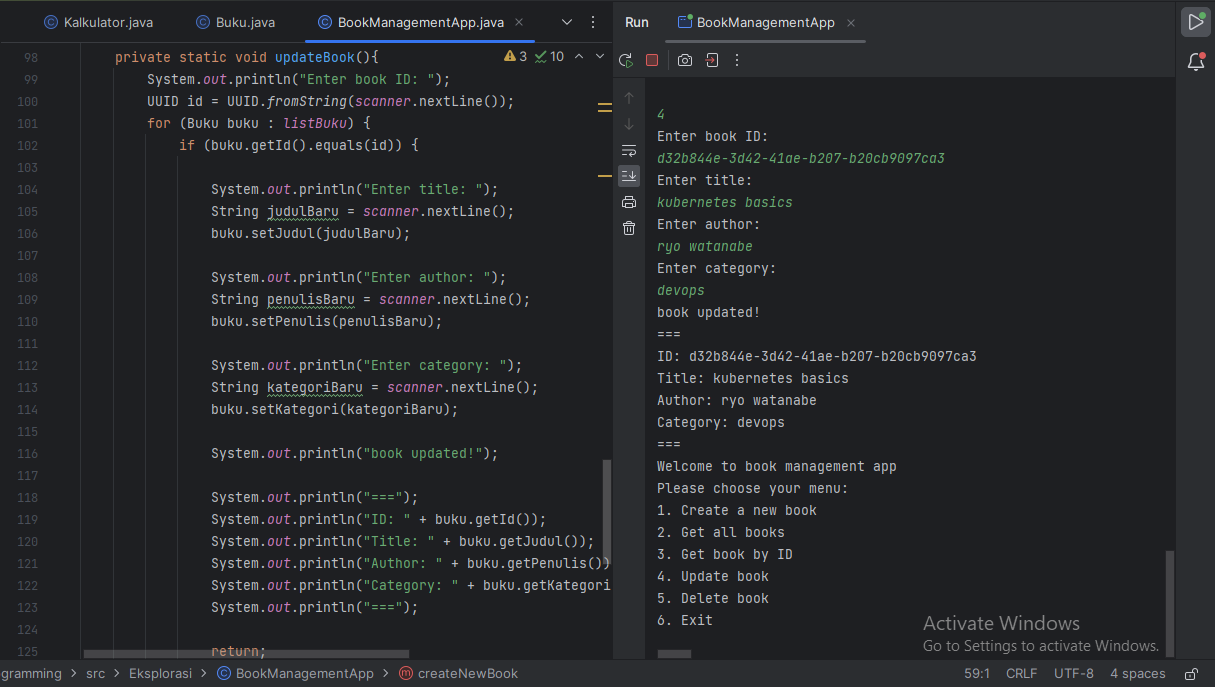 Kalkulator.java Buku.java BookManagementApp.java
98 private static void updateBook(){ 3 10
99 System.out.println("Enter book ID: ");
100 UUID id = UUID.fromString(scanner.nextLine());
101 for (Buku buku : listBuku) {
102 if (buku.getId().equals(id)) {
103
104 System.out.println("Enter title: ");
105 String judulBaru = scanner.nextLine();
106 buku.setJudul(judulBaru);
107
108 System.out.println("Enter author: ");
109 String penulisBaru = scanner.nextLine();
110 buku.setPenulis(penulisBaru);
111
112 System.out.println("Enter category: ");
113 String kategoriBaru = scanner.nextLine();
114 buku.setKategori(kategoriBaru);
115
116 System.out.println("book updated!");
117
118 System.out.println("===");
119 System.out.println("ID: " + buku.getId());
120 System.out.println("Title: " + buku.getJudul());
121 System.out.println("Author: " + buku.getPenulis())
122 System.out.println("Category: " + buku.getKategori
123 System.out.println("===");
124
125 return;
Run BookManagementApp
4
Enter book ID:
d32b844e-3d42-41ae-b207-b20cb9097ca3
Enter title:
kubernetes basics
Enter author:
ryo watanabe
Enter category:
devops
book updated!
===
ID: d32b844e-3d42-41ae-b207-b20cb9097ca3
Title: kubernetes basics
Author: ryo watanabe
Category: devops
===
Welcome to book management app
Please choose your menu:
1. Create a new book
2. Get all books
3. Get book by ID
4. Update book
5. Delete book
6. Exit
Activate Windows
Go to Settings to activate Windows.
gramming > src > Eksplorasi > BookManagementApp > createNewBook
59:1 CRLF UTF-8 4 spaces